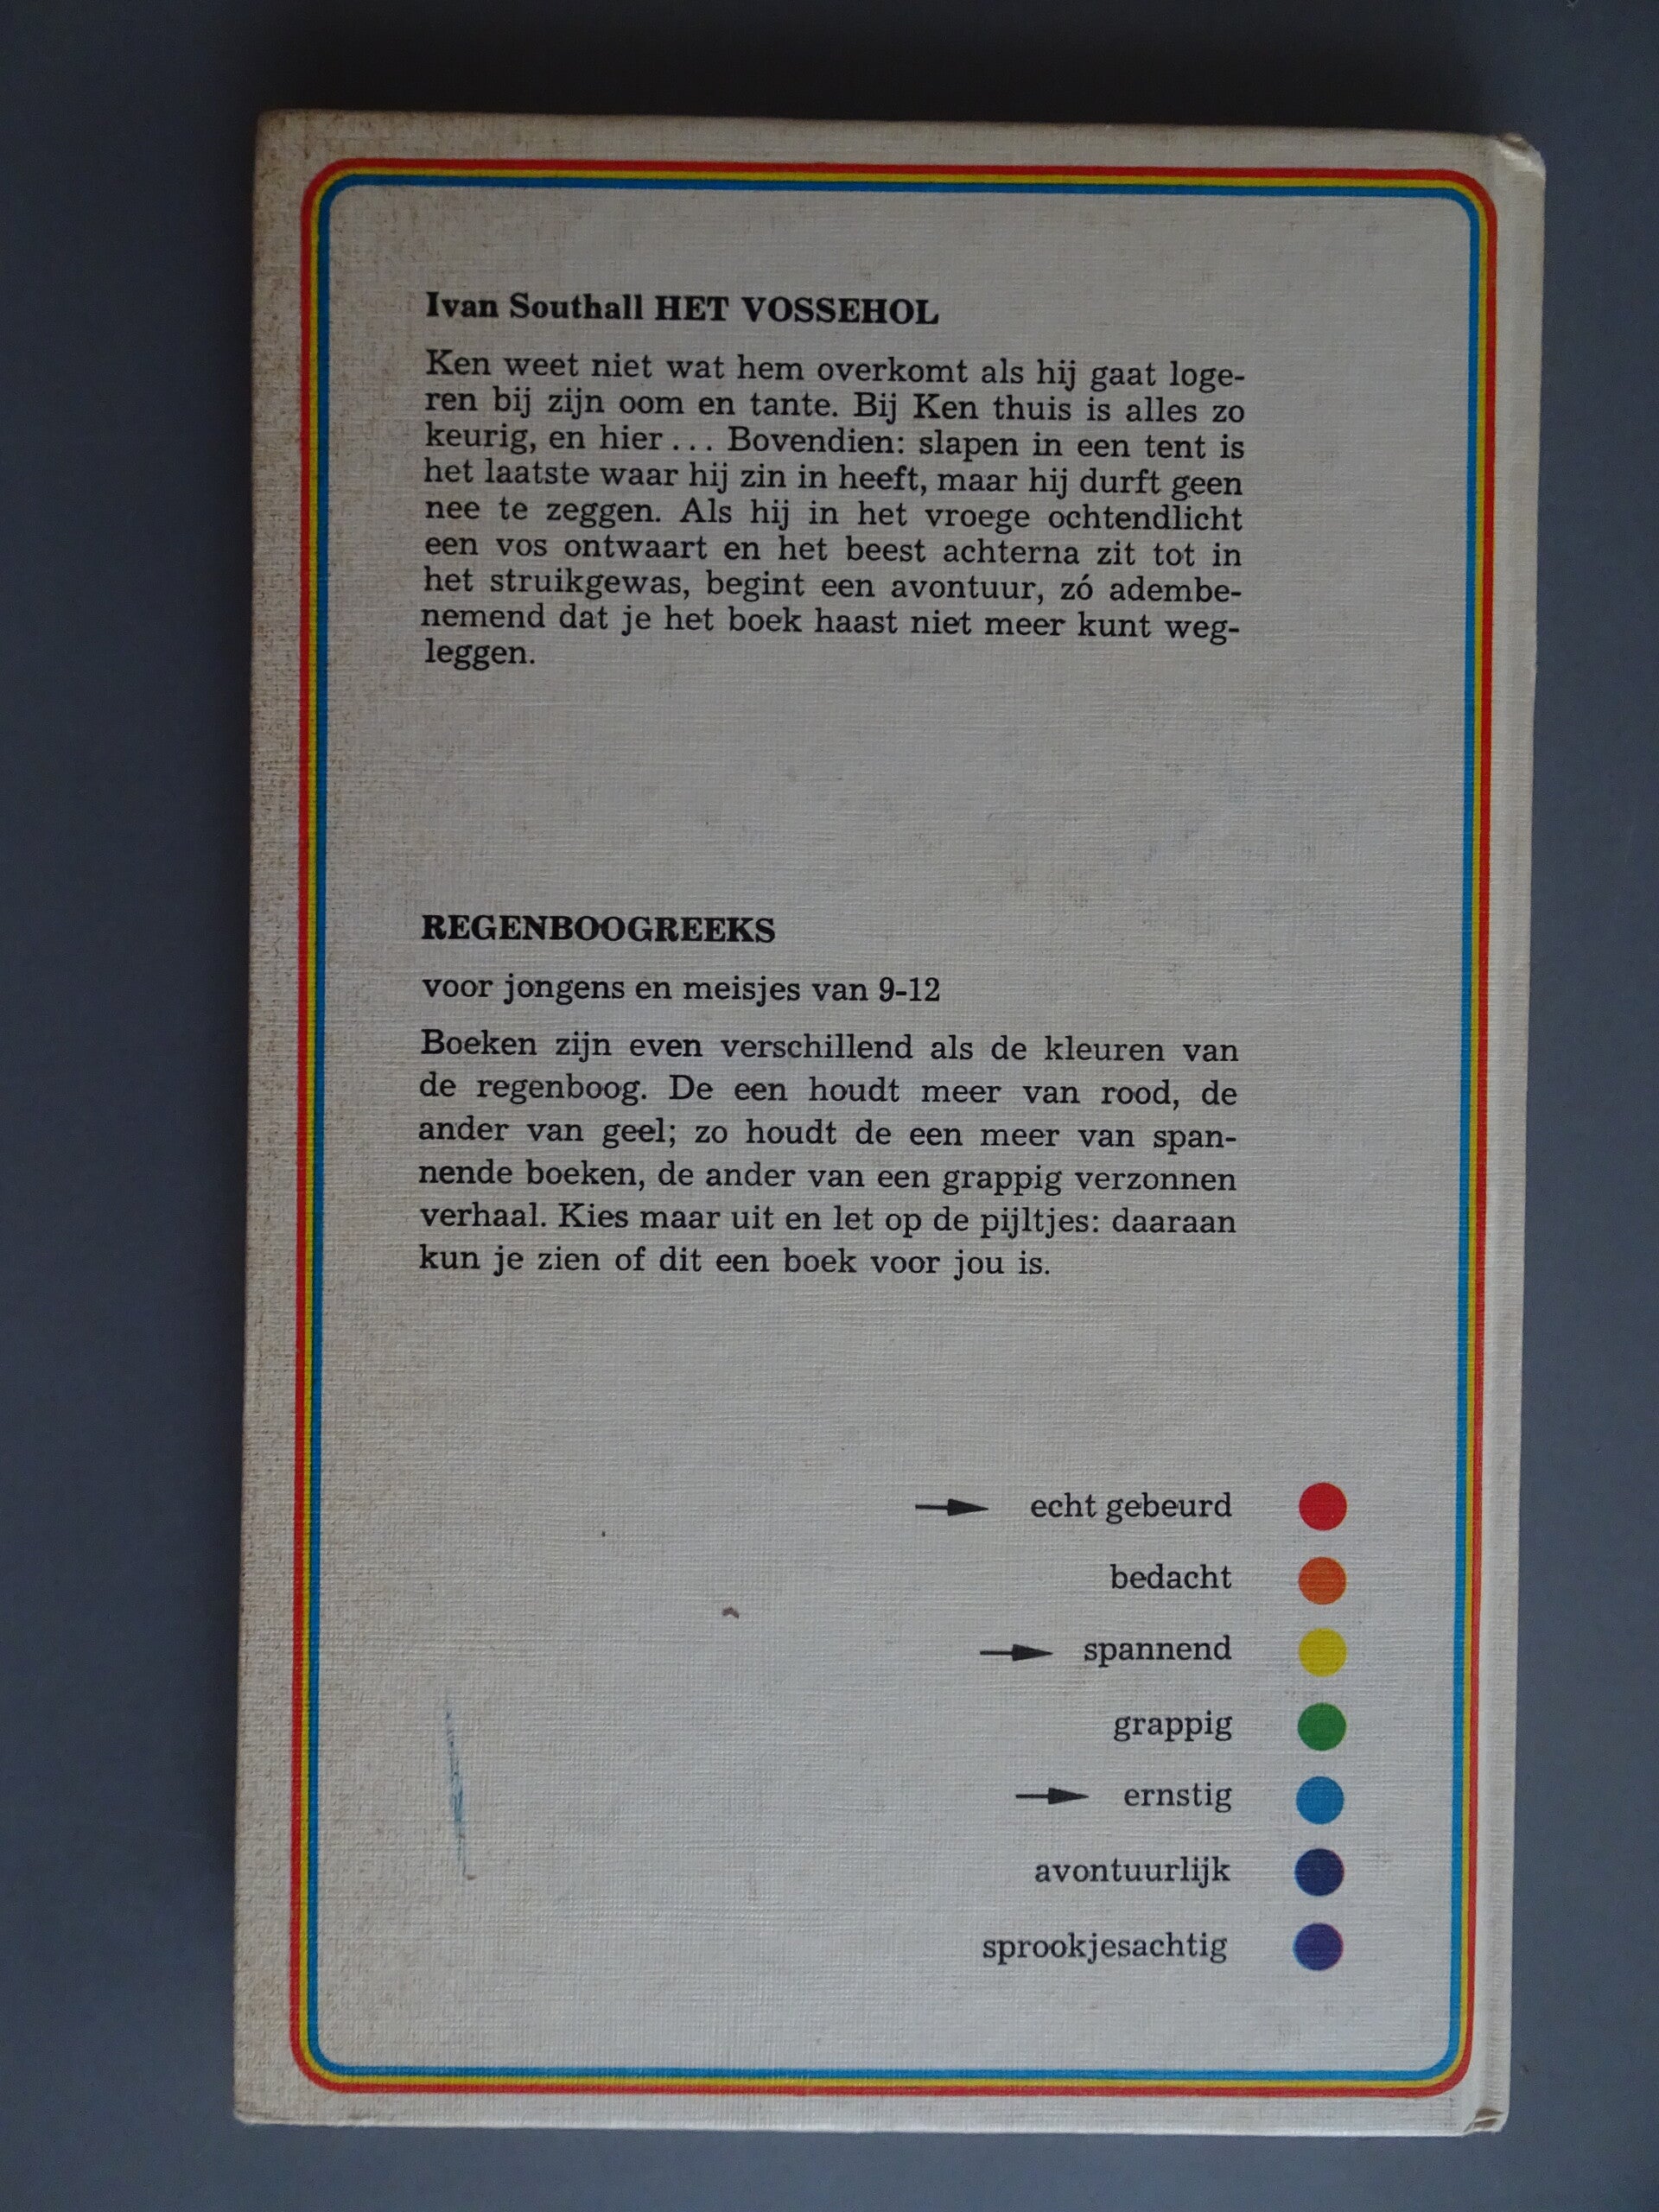 Ivan Southall HET VOSSEHOL
Ken weet niet wat hem overkomt als hij gaat loge-
ren bij zijn oom en tante. Bij Ken thuis is alles zo
keurig, en hier... Bovendien: slapen in een tent is
het laatste waar hij zin in heeft, maar hij durft geen
nee te zeggen. Als hij in het vroege ochtendlicht
een vos ontwaart en het beest achterna zit tot in
het struikgewas, begint een avontuur, zó adembe-
nemend dat je het boek haast niet meer kunt weg-
leggen.
REGENBOOGREEKS
voor jongens en meisjes van 9-12
Boeken zijn even verschillend als de kleuren van
de regenboog. De een houdt meer van rood, de
ander van geel; zo houdt de een meer van span-
nende boeken, de ander van een grappig verzonnen
verhaal. Kies maar uit en let op de pijltjes: daaraan
kun je zien of dit een boek voor jou is.
echt gebeurd
bedacht
spannend
grappig
ernstig
avontuurlijk
sprookjesachtig